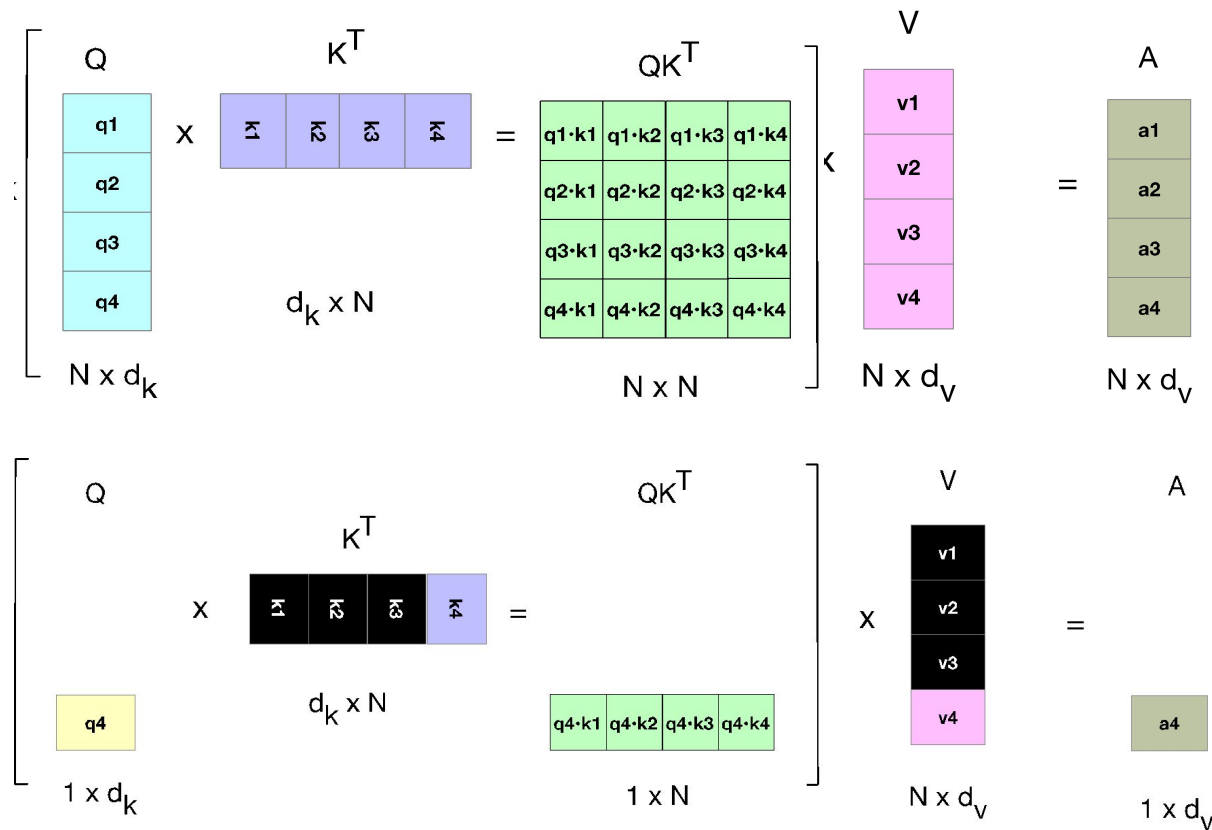 Q K^T QK^T V A
q1 x k1 k2 k3 k4 = q1·k1 q1·k2 q1·k3 q1·k4 v1 a1
q2 q2·k1 q2·k2 q2·k3 q2·k4 x v2 = a2
q3 q3·k1 q3·k2 q3·k3 q3·k4 v3 a3
q4 d_k x N q4·k1 q4·k2 q4·k3 q4·k4 v4 a4
N x d_k N x N N x d_v N x d_v
Q QK^T V A
K^T v1
x k1 k2 k3 k4 = x v2 =
v3
q4 d_k x N q4·k1 q4·k2 q4·k3 q4·k4 v4 a4
1 x d_k 1 x N N x d_v 1 x d_v